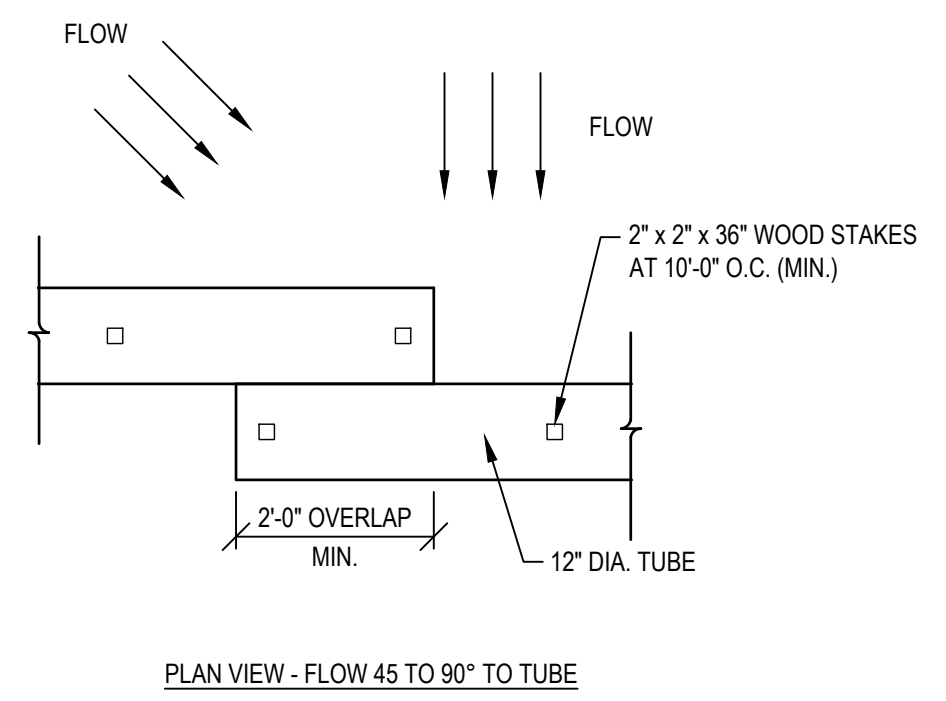 FLOW
FLOW
2" x 2" x 36" WOOD STAKES
AT 10'-0" O.C. (MIN.)
2'-0" OVERLAP
MIN.
12" DIA. TUBE
PLAN VIEW - FLOW 45 TO 90° TO TUBE